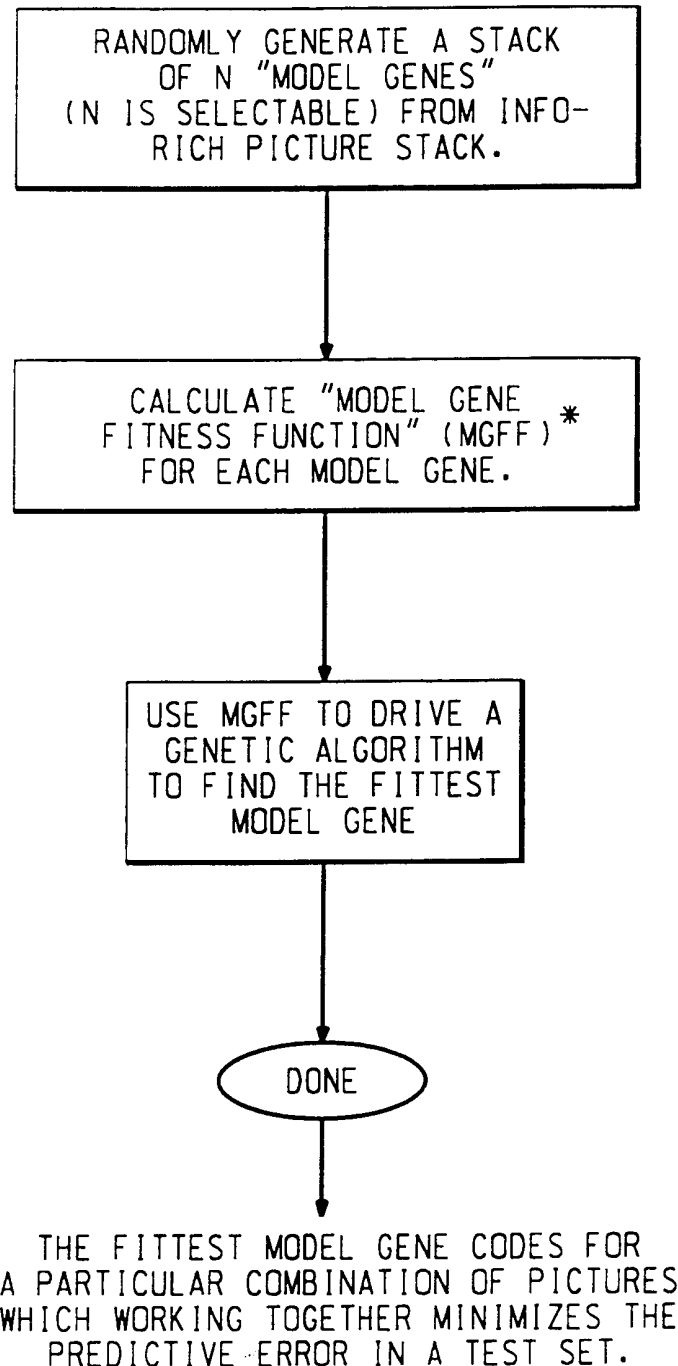 RANDOMLY GENERATE A STACK
OF N "MODEL GENES"
(N IS SELECTABLE) FROM INFO-
RICH PICTURE STACK.
CALCULATE "MODEL GENE
FITNESS FUNCTION" (MGFF)*
FOR EACH MODEL GENE.
USE MGFF TO DRIVE A
GENETIC ALGORITHM
TO FIND THE FITTEST
MODEL GENE
DONE
THE FITTEST MODEL GENE CODES FOR
A PARTICULAR COMBINATION OF PICTURES
WHICH WORKING TOGETHER MINIMIZES THE
PREDICTIVE ERROR IN A TEST SET.